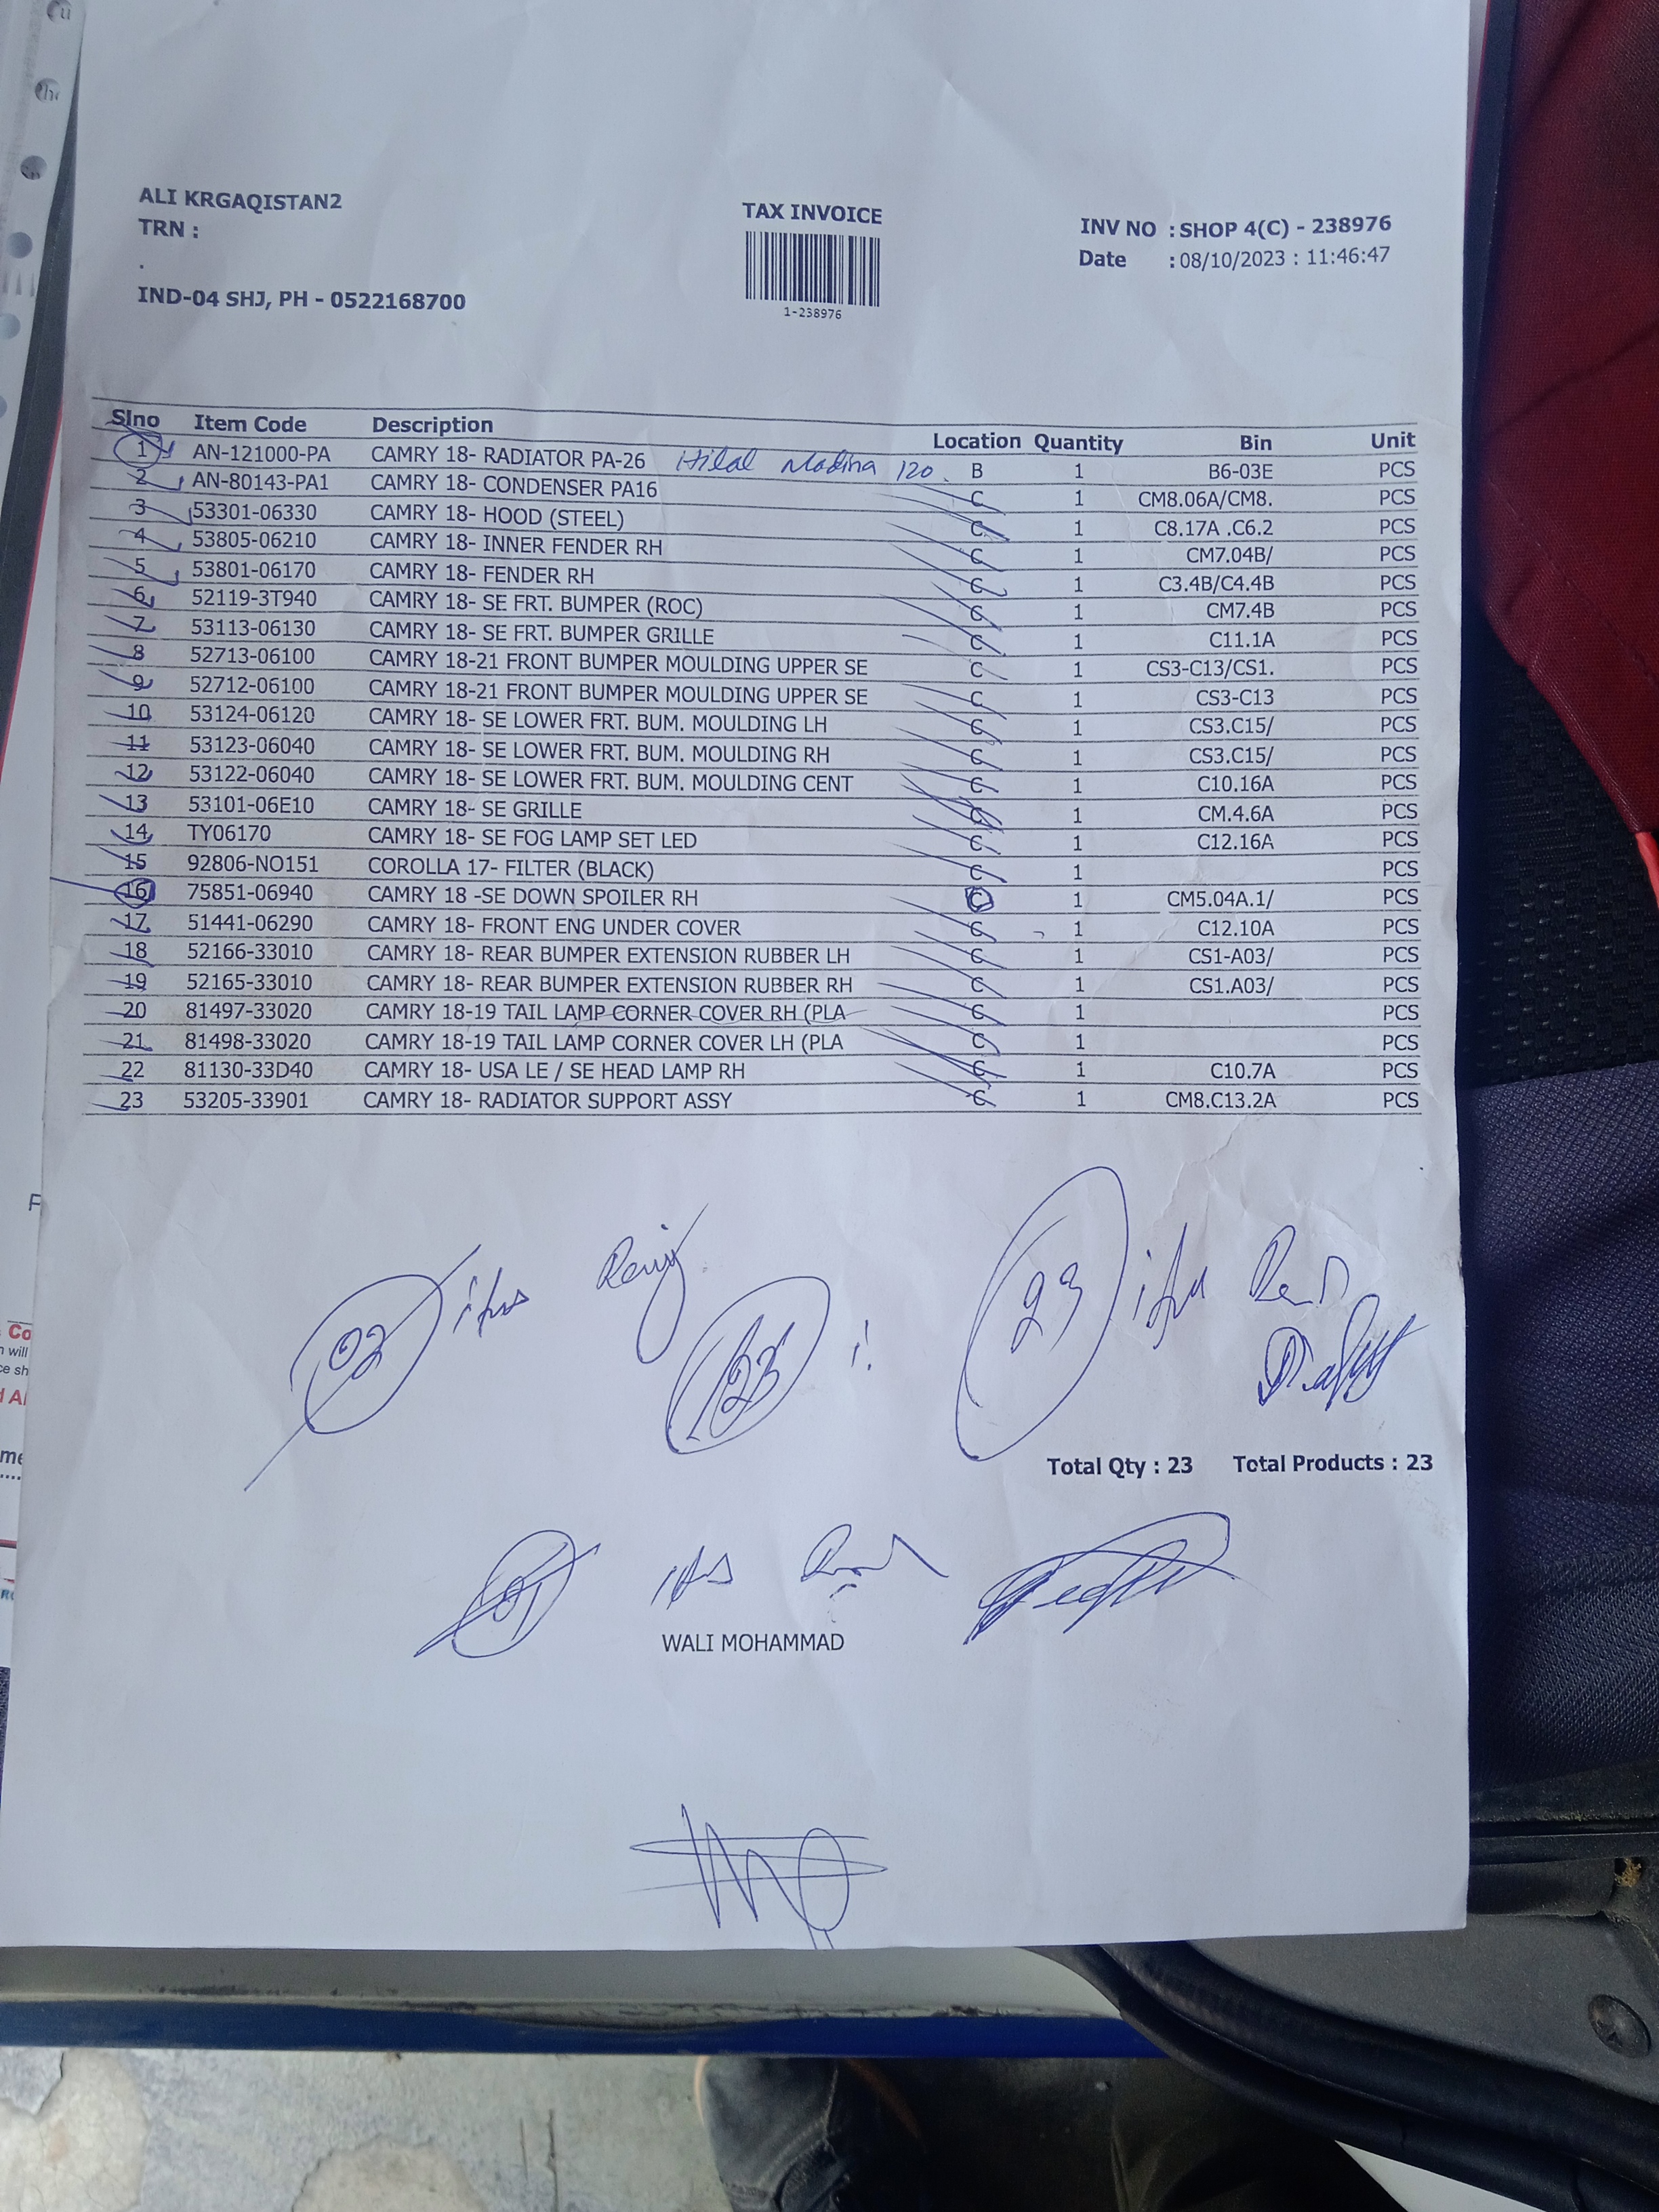 ALI KRGAQISTAN2
TRN :
.
IND-04 SHJ, PH - 0522168700
TAX INVOICE
1-238976
INV NO : SHOP 4(C) - 238976
Date : 08/10/2023 : 11:46:47
Slno Item Code Description Location Quantity Bin Unit
1 AN-121000-PA CAMRY 18- RADIATOR PA-26 Hilal Madina 120 B 1 B6-03E PCS
2 AN-80143-PA1 CAMRY 18- CONDENSER PA16 C 1 CM8.06A/CM8. PCS
3 53301-06330 CAMRY 18- HOOD (STEEL) C 1 C8.17A .C6.2 PCS
4 53805-06210 CAMRY 18- INNER FENDER RH C 1 CM7.04B/ PCS
5 53801-06170 CAMRY 18- FENDER RH C 1 C3.4B/C4.4B PCS
6 52119-3T940 CAMRY 18- SE FRT. BUMPER (ROC) C 1 CM7.4B PCS
7 53113-06130 CAMRY 18- SE FRT. BUMPER GRILLE C 1 C11.1A PCS
8 52713-06100 CAMRY 18-21 FRONT BUMPER MOULDING UPPER SE C 1 CS3-C13/CS1. PCS
9 52712-06100 CAMRY 18-21 FRONT BUMPER MOULDING UPPER SE C 1 CS3-C13 PCS
10 53124-06120 CAMRY 18- SE LOWER FRT. BUM. MOULDING LH C 1 CS3.C15/ PCS
11 53123-06040 CAMRY 18- SE LOWER FRT. BUM. MOULDING RH C 1 CS3.C15/ PCS
12 53122-06040 CAMRY 18- SE LOWER FRT. BUM. MOULDING CENT C 1 C10.16A PCS
13 53101-06E10 CAMRY 18- SE GRILLE C 1 CM.4.6A PCS
14 TY06170 CAMRY 18- SE FOG LAMP SET LED C 1 C12.16A PCS
15 92806-NO151 COROLLA 17- FILTER (BLACK) C 1 PCS
16 75851-06940 CAMRY 18 -SE DOWN SPOILER RH C 1 CM5.04A.1/ PCS
17 51441-06290 CAMRY 18- FRONT ENG UNDER COVER C 1 C12.10A PCS
18 52166-33010 CAMRY 18- REAR BUMPER EXTENSION RUBBER LH C 1 CS1-A03/ PCS
19 52165-33010 CAMRY 18- REAR BUMPER EXTENSION RUBBER RH C 1 CS1.A03/ PCS
20 81497-33020 CAMRY 18-19 TAIL LAMP CORNER COVER RH (PLA C 1 PCS
21 81498-33020 CAMRY 18-19 TAIL LAMP CORNER COVER LH (PLA C 1 PCS
22 81130-33D40 CAMRY 18- USA LE / SE HEAD LAMP RH C 1 C10.7A PCS
23 53205-33901 CAMRY 18- RADIATOR SUPPORT ASSY C 1 CM8.C13.2A PCS
02
23
23
Total Qty : 23 Total Products : 23
01
WALI MOHAMMAD